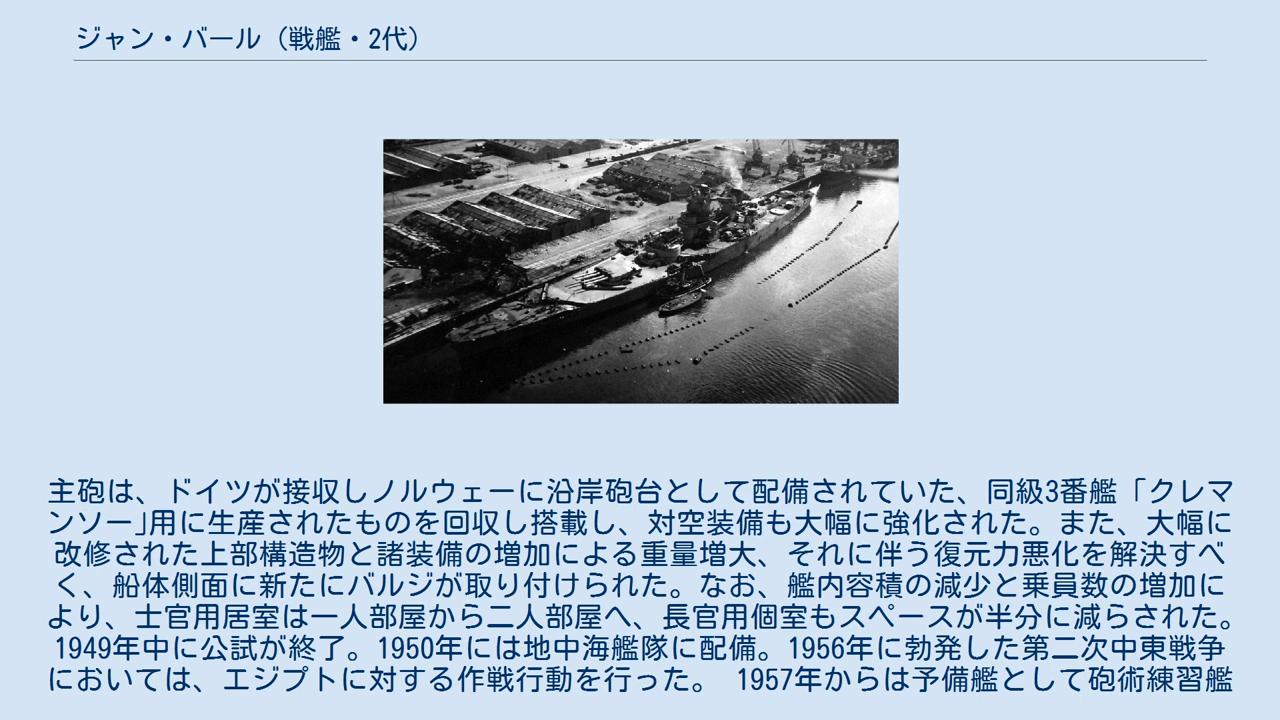 ジャン・バール（戦艦・2代）
主砲は、ドイツが接収しノルウェーに沿岸砲台として配備されていた、同級3番艦「クレマ
ンソー」用に生産されたものを回収し搭載し、対空装備も大幅に強化された。また、大幅に
改修された上部構造物と諸装備の増加による重量増大、それに伴う復元力悪化を解決すべ
く、船体側面に新たにバルジが取り付けられた。なお、艦内容積の減少と乗員数の増加に
より、士官用居室は一人部屋から二人部屋へ、長官用個室もスペースが半分に減らされた。
1949年中に公試が終了。1950年には地中海艦隊に配備。1956年に勃発した第二次中東戦争
においては、エジプトに対する作戦行動を行った。 1957年からは予備艦として砲術練習艦